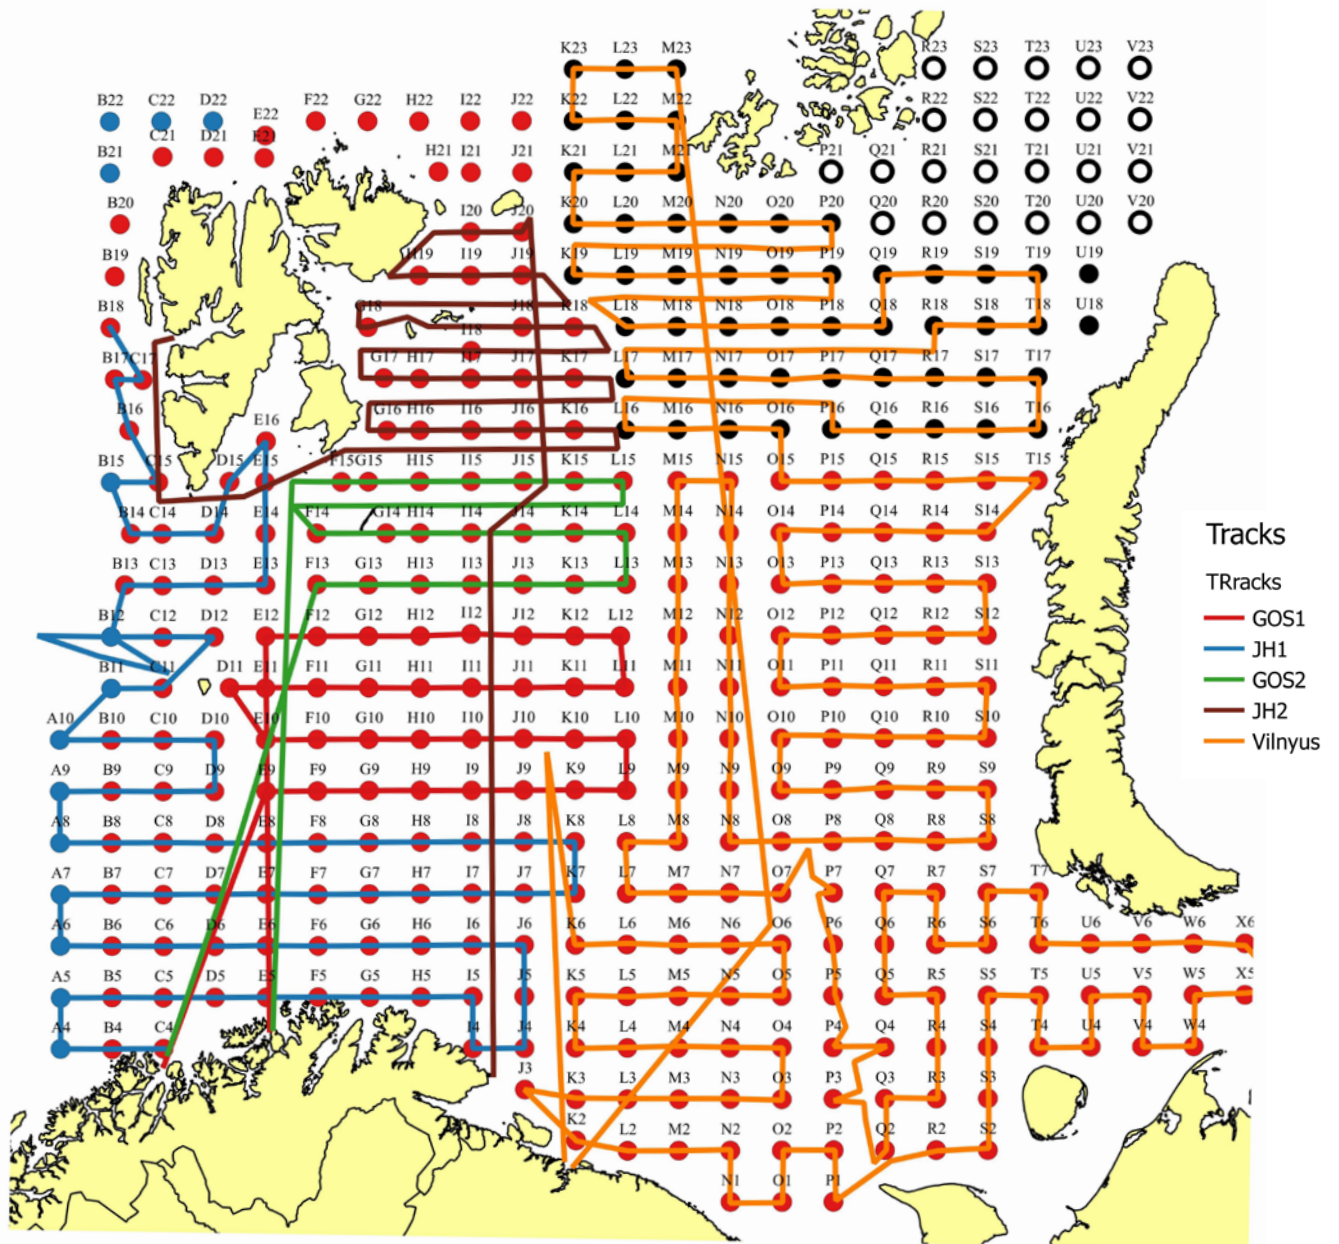 K23 L23 M23 R23 S23 T23 U23 V23
B22 C22 D22 E22 F22 G22 H22 I22 J22 K22 L22 M22 R22 S22 T22 U22 V22
B21 C21 D21 E21 H21 I21 J21 K21 L21 M21 P21 Q21 R21 S21 T21 U21 V21
B20 I20 J20 K20 L20 M20 N20 O20 P20 Q20 R20 S20 T20 U20 V20
B19 H19 I19 J19 K19 L19 M19 N19 O19 P19 Q19 R19 S19 T19 U19
B18 G18 I18 J18 K18 L18 M18 N18 O18 P18 Q18 R18 S18 T18 U18
B17 C17 G17 H17 I17 J17 K17 L17 M17 N17 O17 P17 Q17 R17 S17 T17
B16 E16 G16 H16 I16 J16 K16 L16 M16 N16 O16 P16 Q16 R16 S16 T16
B15 C15 D15 E15 F15 G15 H15 I15 J15 K15 L15 M15 N15 O15 P15 Q15 R15 S15 T15
B14 C14 D14 E14 F14 G14 H14 I14 J14 K14 L14 M14 N14 O14 P14 Q14 R14 S14
Tracks
B13 C13 D13 E13 F13 G13 H13 I13 J13 K13 L13 M13 N13 O13 P13 Q13 R13 S13
TRracks
B12 C12 D12 E12 F12 G12 H12 I12 J12 K12 L12 M12 N12 O12 P12 Q12 R12 S12
GOS1
JH1
B11 C11 D11 E11 F11 G11 H11 I11 J11 K11 L11 M11 N11 O11 P11 Q11 R11 S11
GOS2
JH2
A10 B10 C10 D10 E10 F10 G10 H10 I10 J10 K10 L10 M10 N10 O10 P10 Q10 R10 S10
Vilnyus
A9 B9 C9 D9 E9 F9 G9 H9 I9 J9 K9 L9 M9 N9 O9 P9 Q9 R9 S9
A8 B8 C8 D8 E8 F8 G8 H8 I8 J8 K8 L8 M8 N8 O8 P8 Q8 R8 S8
A7 B7 C7 D7 E7 F7 G7 H7 I7 J7 K7 L7 M7 N7 O7 P7 Q7 R7 S7 T7
A6 B6 C6 D6 E6 F6 G6 H6 I6 J6 K6 L6 M6 N6 O6 P6 Q6 R6 S6 T6 U6 V6 W6 X6
A5 B5 C5 D5 E5 F5 G5 H5 I5 J5 K5 L5 M5 N5 O5 P5 Q5 R5 S5 T5 U5 V5 W5 X5
A4 B4 C4 I4 J4 K4 L4 M4 N4 O4 P4 Q4 R4 S4 T4 U4 V4 W4
J3 K3 L3 M3 N3 O3 P3 Q3 R3 S3
K2 L2 M2 N2 O2 P2 Q2 R2 S2
N1 O1 P1